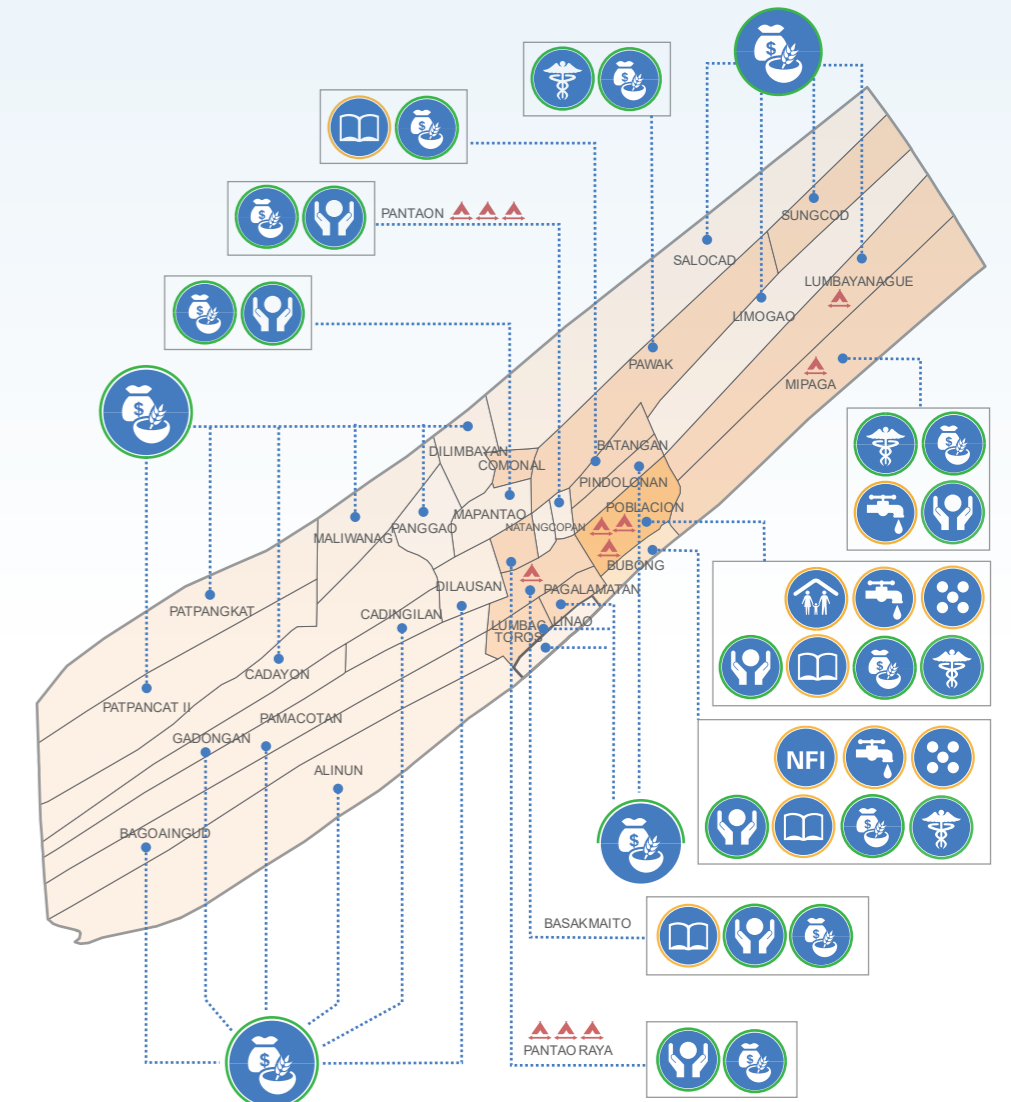 $
$
$
PANTAON
$
SUNGCOD
SALOCAD
LUMBAYANAGUE
LIMOGAO
$
PAWAK
MIPAGA
$
$
DILIMBAYAN
BATANGAN
COMONAL
PINDOLONAN
POBLACION
MAPANTAO
PANGGAO
NATANGCOPAN
MALIWANAG
BUBONG
DILAUSAN
PAGALAMATAN
PATPANGKAT
CADINGILAN
LUMBAC
TOROS
LINAO
$
CADAYON
PATPANCAT II
PAMACOTAN
GADONGAN
NFI
ALINUN
$
BAGOAINGUD
$
BASAKMAITO
$
PANTAO RAYA
$
$